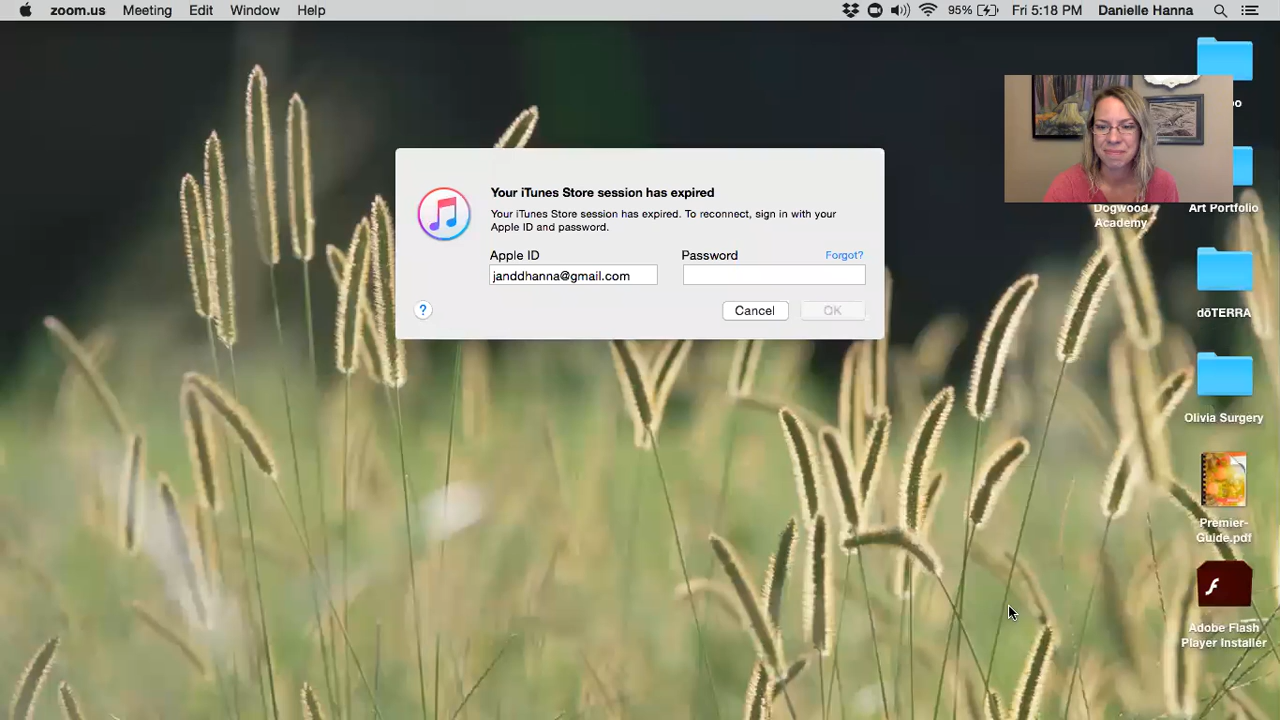 zoom.us Meeting Edit Window Help 95% Fri 5:18 PM Danielle Hanna
Your iTunes Store session has expired
Your iTunes Store session has expired. To reconnect, sign in with your
Apple ID and password.
Apple ID Password Forgot?
janddhanna@gmail.com
? Cancel OK
Dogwood
Academy
Art Portfolio
dōTERRA
Olivia Surgery
Premier-
Guide.pdf
Adobe Flash
Player Installer